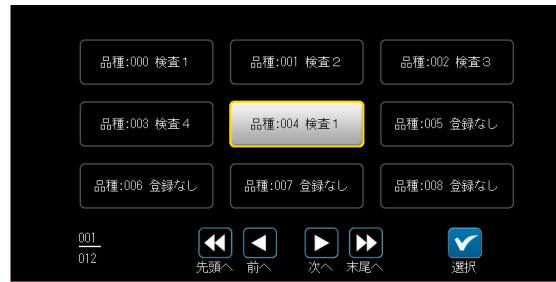 品種:000 検査1
品種:001 検査2
品種:002 検査3
品種:003 検査4
品種:004 検査1
品種:005 登録なし
品種:006 登録なし
品種:007 登録なし
品種:008 登録なし
001
012
先頭へ 前へ 次へ 末尾へ 選択